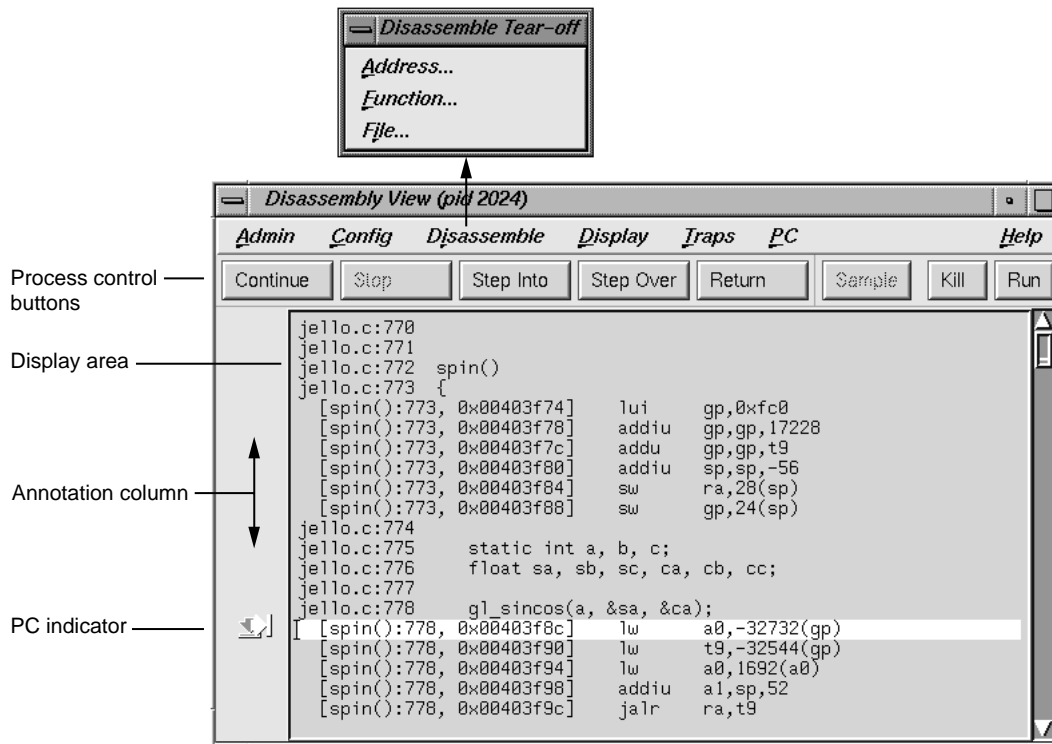 Disassemble Tear-off
Address...
Function...
File...
Disassembly View (pid 2024)
Admin Config Disassemble Display Traps PC Help
Process control buttons
Continue Stop Step Into Step Over Return Sample Kill Run
Display area
jello.c:770
jello.c:771
jello.c:772 spin()
jello.c:773 {
[spin():773, 0x00403f74] lui gp,0xfc0
[spin():773, 0x00403f78] addiu gp,gp,17228
[spin():773, 0x00403f7c] addu gp,gp,t9
[spin():773, 0x00403f80] addiu sp,sp,-56
Annotation column
[spin():773, 0x00403f84] sw ra,28(sp)
[spin():773, 0x00403f88] sw gp,24(sp)
jello.c:774
jello.c:775 static int a, b, c;
jello.c:776 float sa, sb, sc, ca, cb, cc;
jello.c:777
jello.c:778 gl_sincos(a, &sa, &ca);
PC indicator
[spin():778, 0x00403f8c] lw a0,-32732(gp)
[spin():778, 0x00403f90] lw t9,-32544(gp)
[spin():778, 0x00403f94] lw a0,1692(a0)
[spin():778, 0x00403f98] addiu a1,sp,52
[spin():778, 0x00403f9c] jalr ra,t9